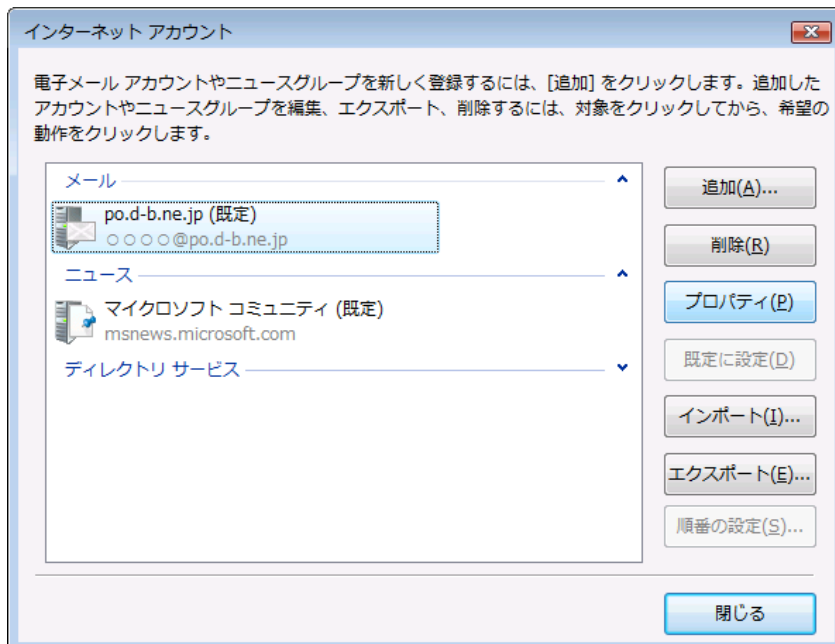 インターネット アカウント
電子メール アカウントやニュースグループを新しく登録するには、[追加] をクリックします。追加した
アカウントやニュースグループを編集、エクスポート、削除するには、対象をクリックしてから、希望の
動作をクリックします。
メール
po.d-b.ne.jp (既定)
○○○○@po.d-b.ne.jp
ニュース
マイクロソフト コミュニティ (既定)
msnews.microsoft.com
ディレクトリ サービス
追加(A)...
削除(R)
プロパティ(P)
既定に設定(D)
インポート(I)...
エクスポート(E)...
順番の設定(S)...
閉じる